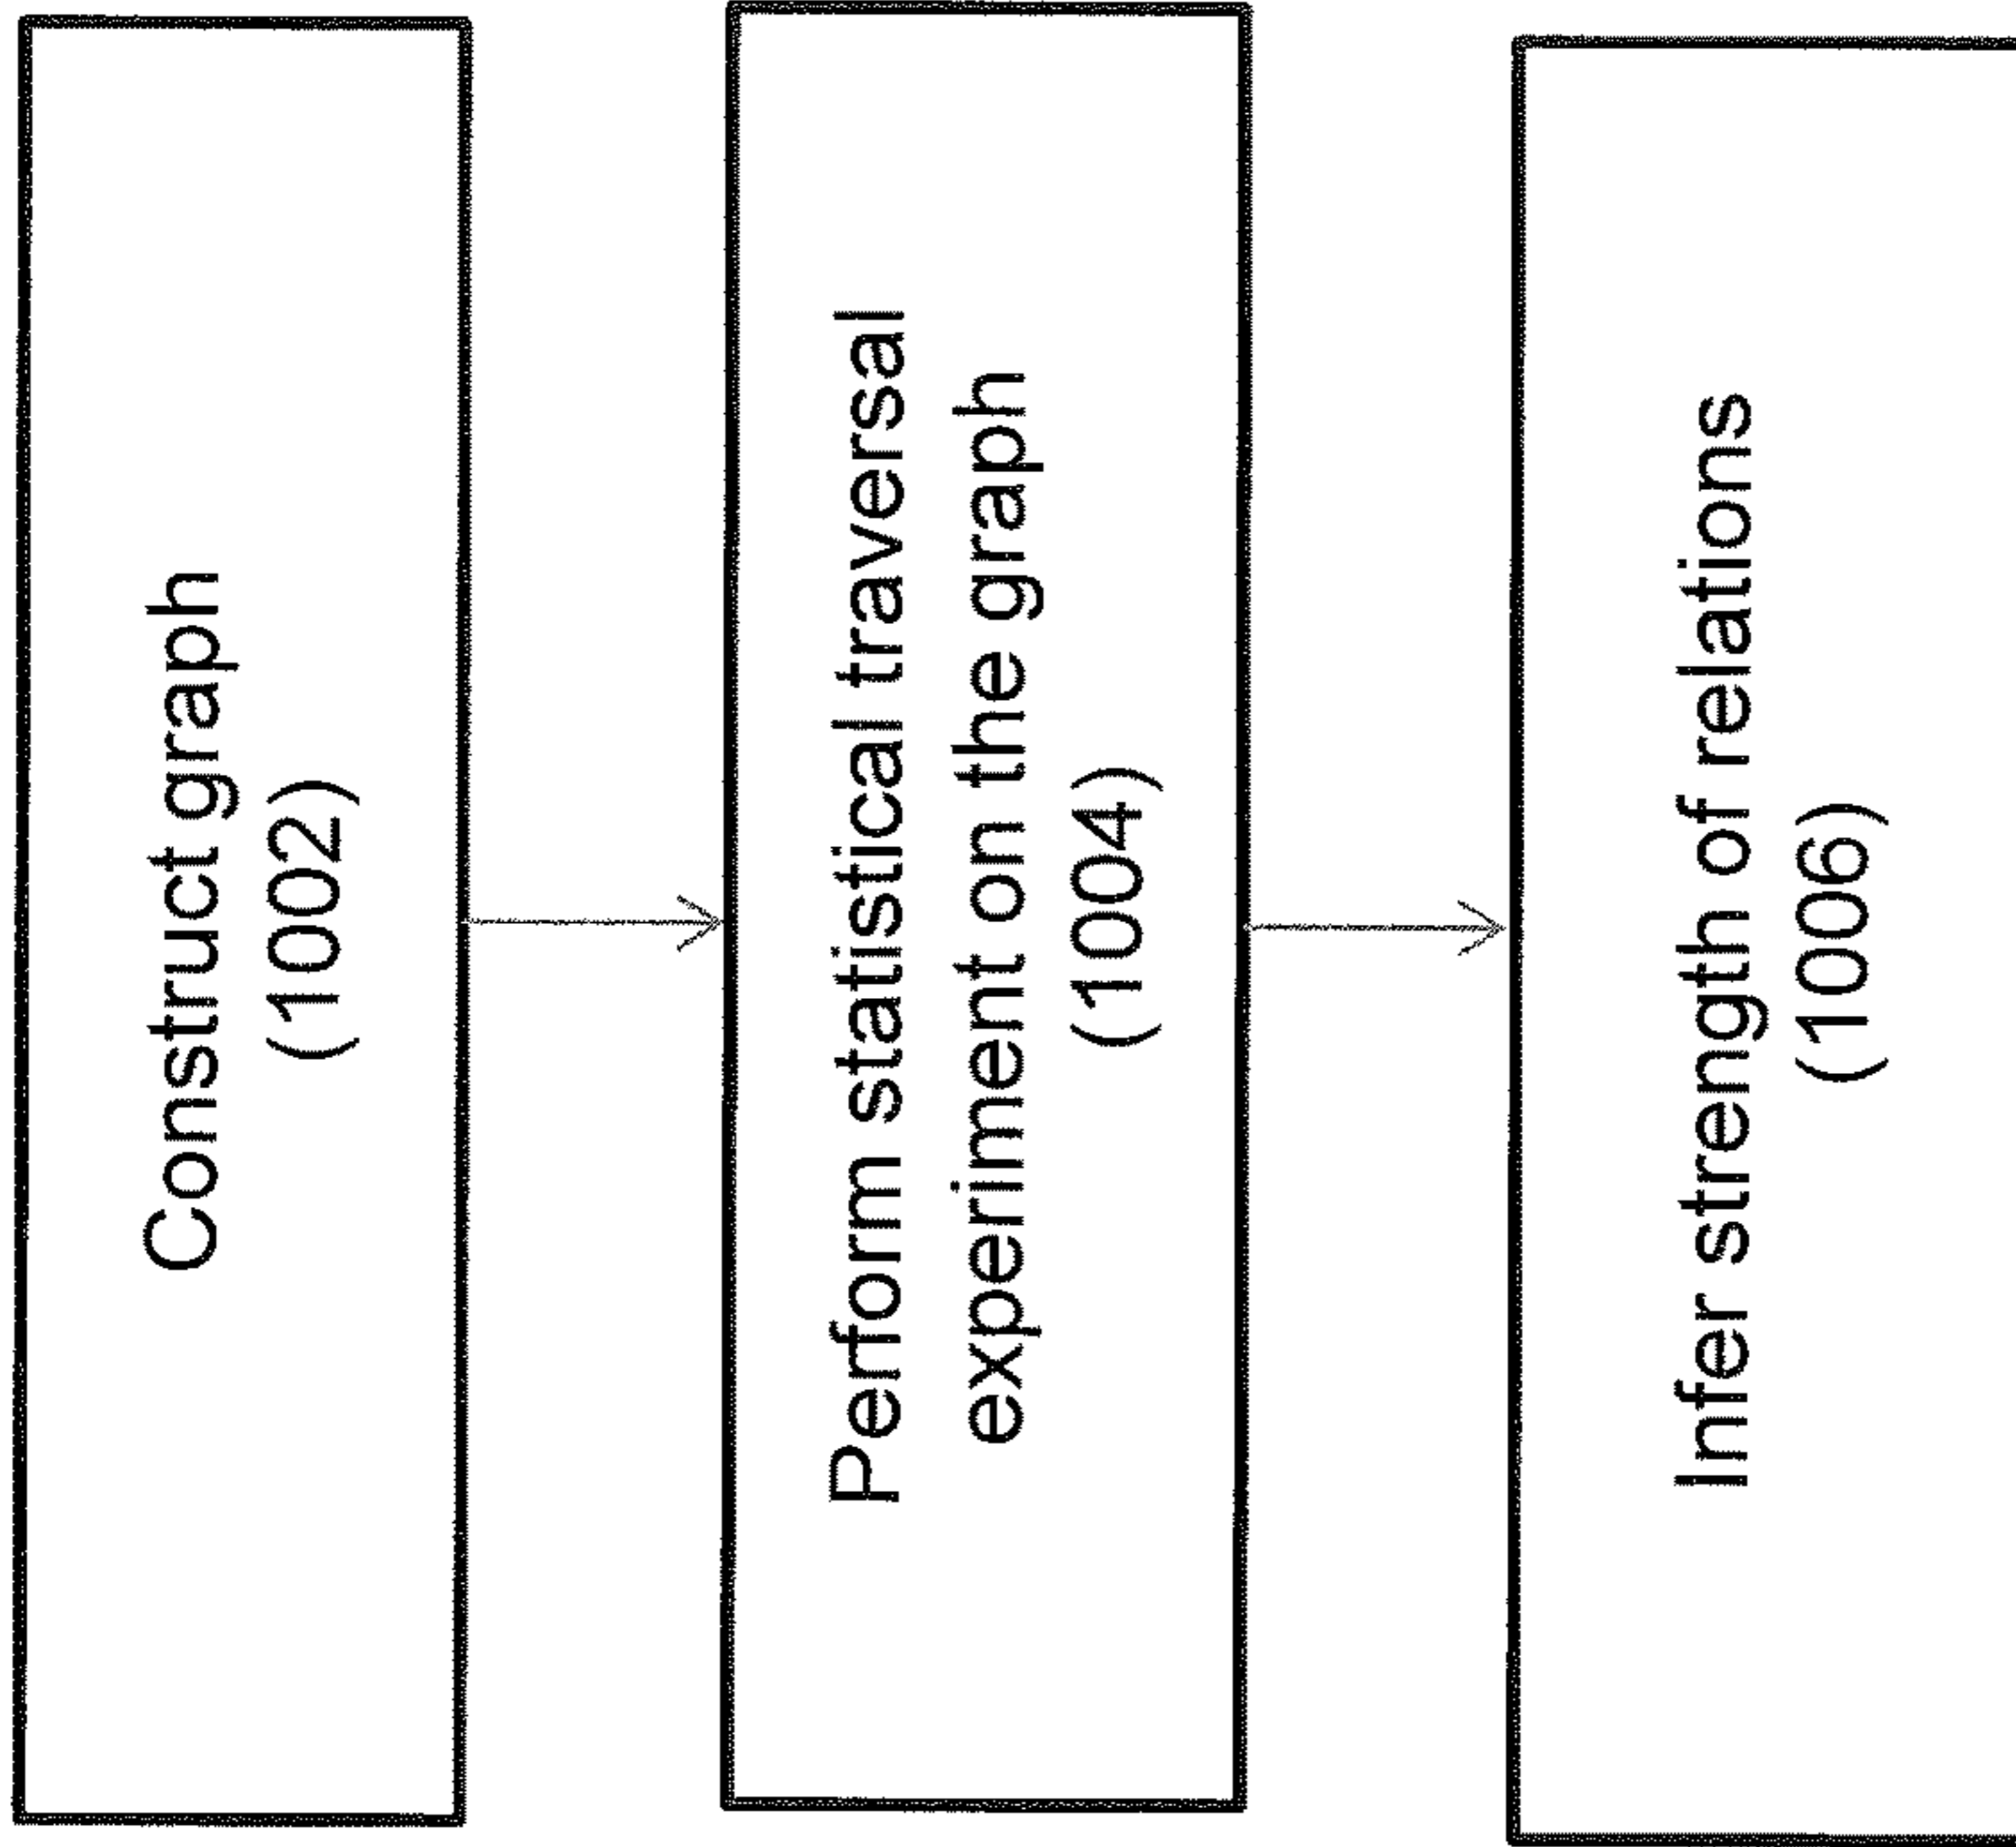 Construct graph
(1002)
Perform statistical traversal
experiment on the graph
(1004)
Infer strength of relations
(1006)